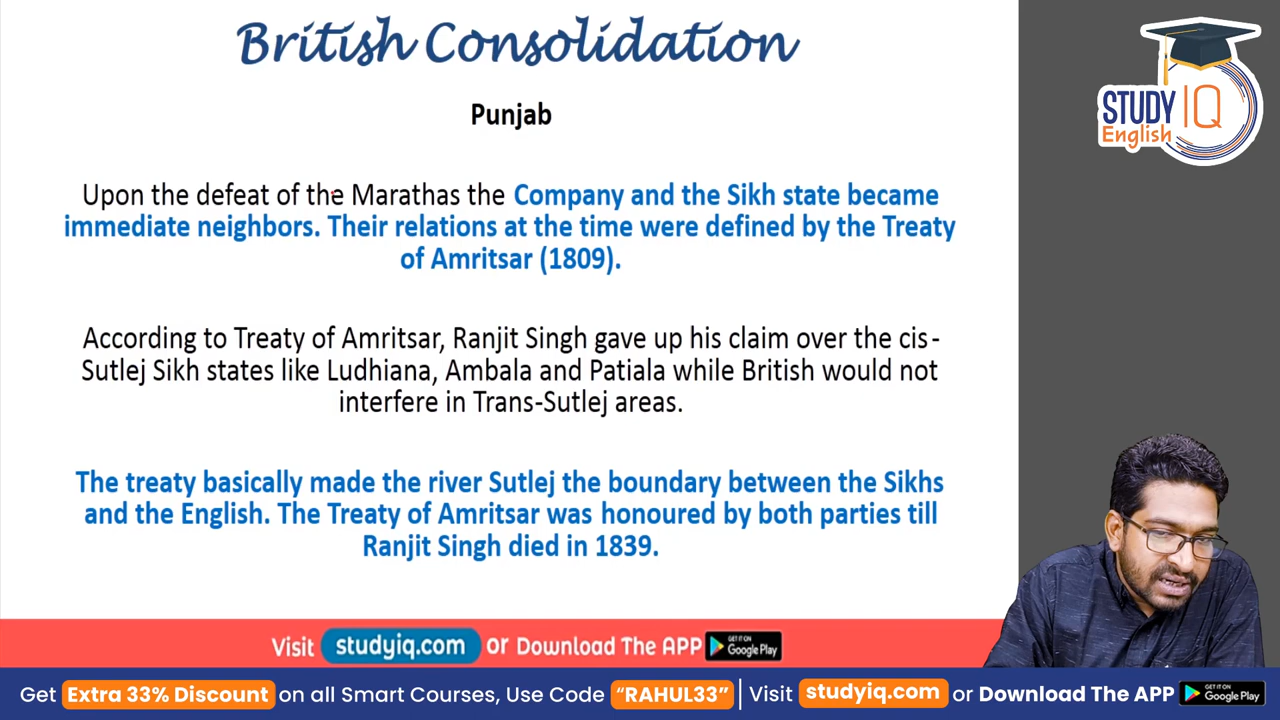 British Consolidation
Punjab
Upon the defeat of the Marathas the Company and the Sikh state became
immediate neighbors. Their relations at the time were defined by the Treaty
of Amritsar (1809).
According to Treaty of Amritsar, Ranjit Singh gave up his claim over the cis-
Sutlej Sikh states like Ludhiana, Ambala and Patiala while British would not
interfere in Trans-Sutlej areas.
The treaty basically made the river Sutlej the boundary between the Sikhs
and the English. The Treaty of Amritsar was honoured by both parties till
Ranjit Singh died in 1839.
STUDY IQ
English
Visit studyiq.com or Download The APP GET IT ON Google Play
Get Extra 33% Discount on all Smart Courses, Use Code “RAHUL33” Visit studyiq.com or Download The APP GET IT ON Google Play